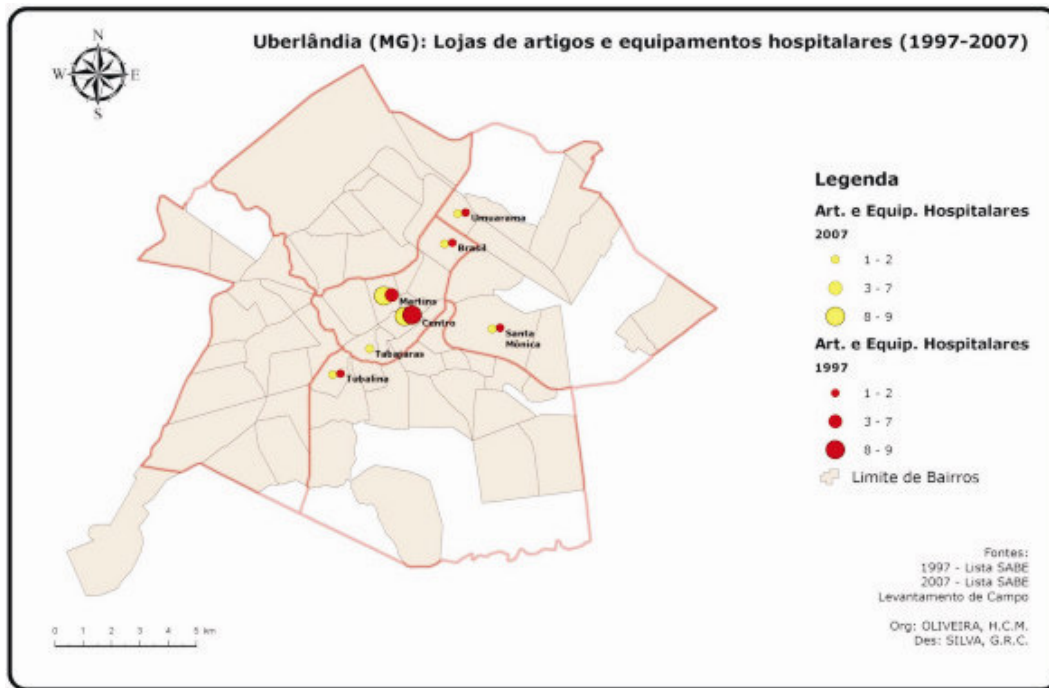 Uberlândia (MG): Lojas de artigos e equipamentos hospitalares (1997-2007)
N
W
E
S
Umuarama
Brasil
Martins
Centro
Santa
Mônica
Tabajaras
Tubalina
Legenda
Art. e Equip. Hospitalares
2007
1 - 2
3 - 7
8 - 9
Art. e Equip. Hospitalares
1997
1 - 2
3 - 7
8 - 9
Limite de Bairros
Fontes:
1997 - Lista SABE
2007 - Lista SABE
Levantamento de Campo
Org: OLIVEIRA, H.C.M.
Des: SILVA, G.R.C.
0 1 2 3 4 5 km